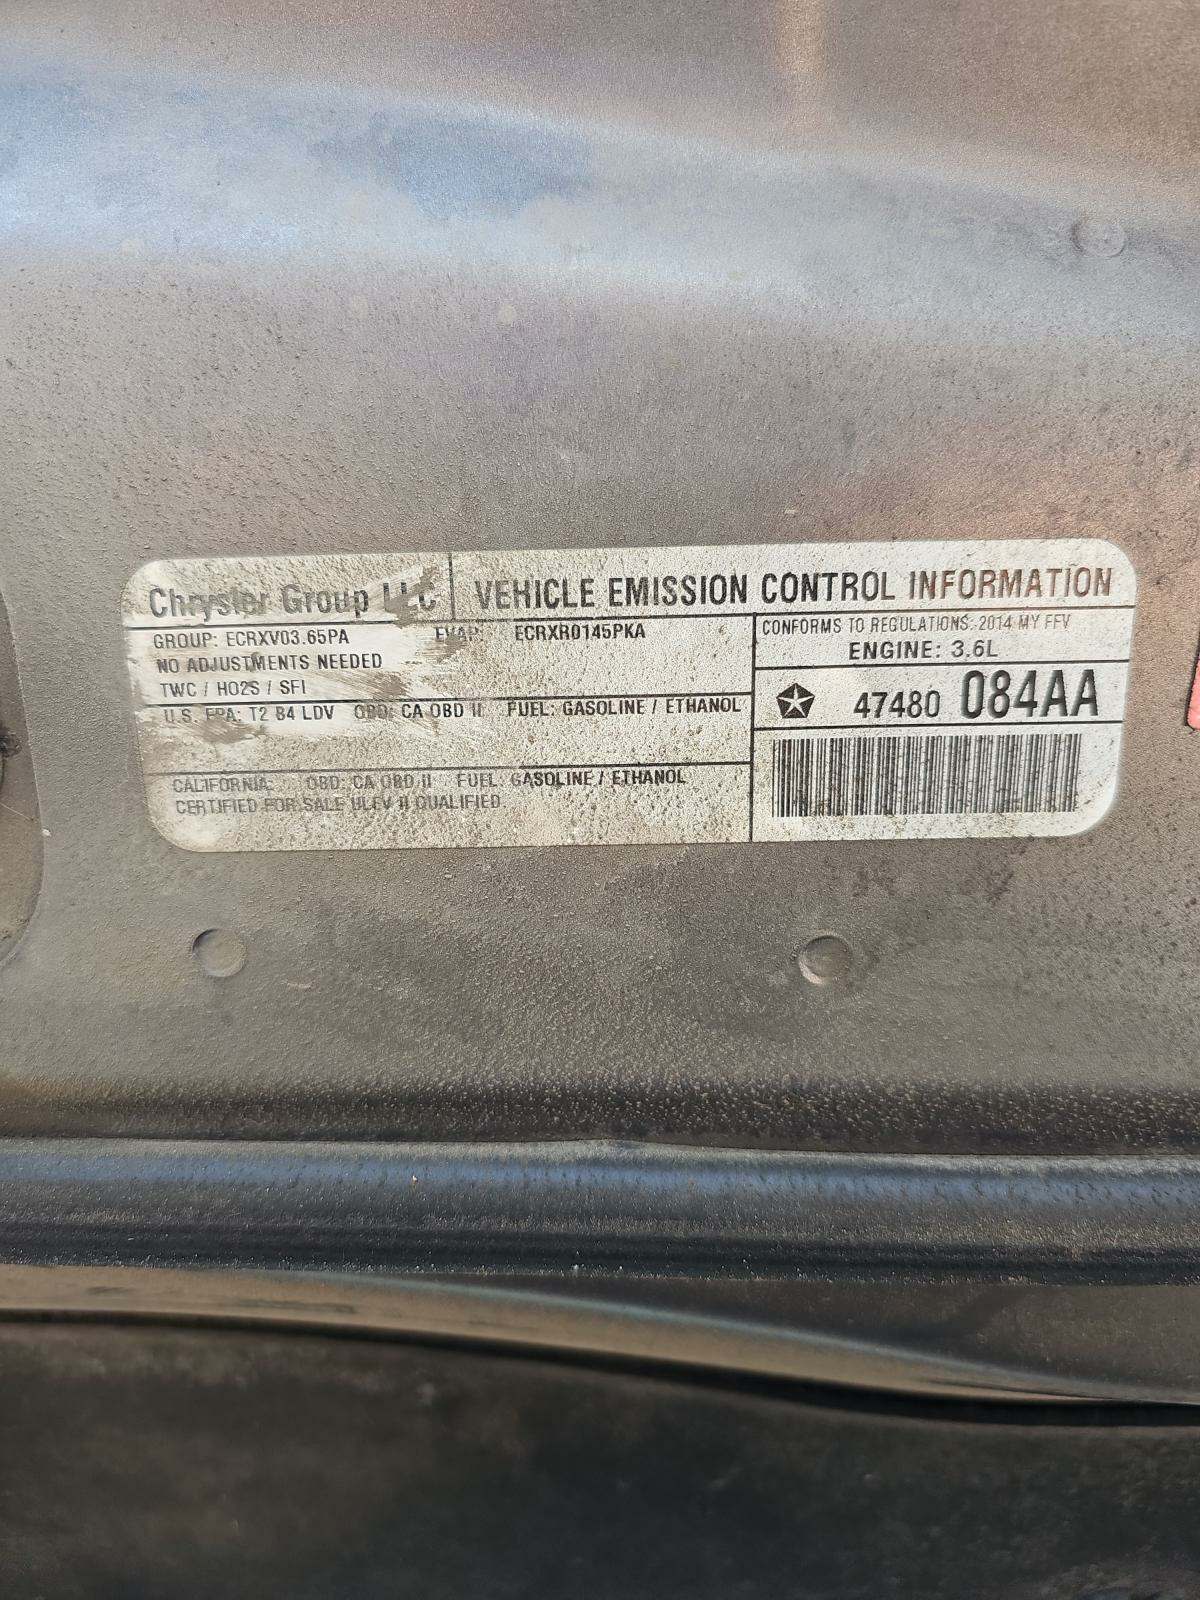 Chrysler Group LLC
VEHICLE EMISSION CONTROL INFORMATION
GROUP: ECRXV03.65PA EVAP: ECRXR0145PKA
NO ADJUSTMENTS NEEDED
TWC / HO2S / SFI
U.S. EPA: T2 B4 LDV OBD: CA OBD II FUEL: GASOLINE / ETHANOL
CALIFORNIA: OBD: CA OBD II FUEL: GASOLINE / ETHANOL
CERTIFIED FOR SALE ULEV II QUALIFIED
CONFORMS TO REGULATIONS: 2014 MY FFV
ENGINE: 3.6L
47480 084AA